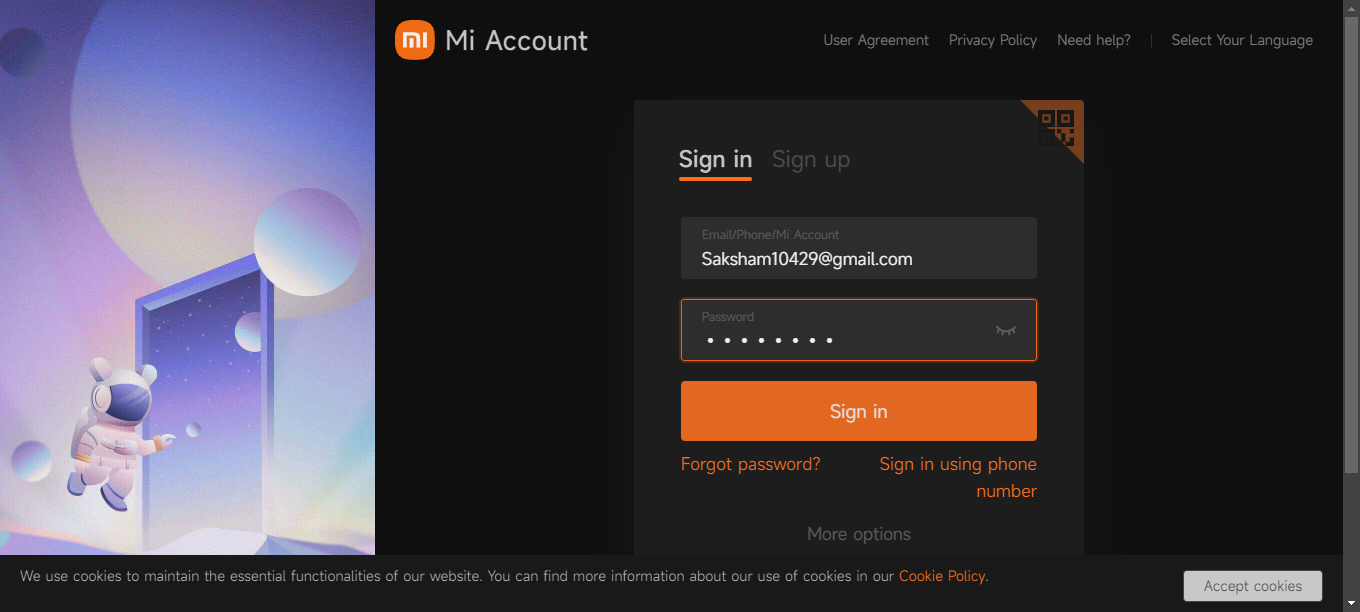 mi Mi Account
User Agreement Privacy Policy Need help? Select Your Language
Sign in Sign up
Email/Phone/Mi Account
Saksham10429@gmail.com
Password
Sign in
Forgot password? Sign in using phone
number
More options
We use cookies to maintain the essential functionalities of our website. You can find more information about our use of cookies in our Cookie Policy.
Accept cookies